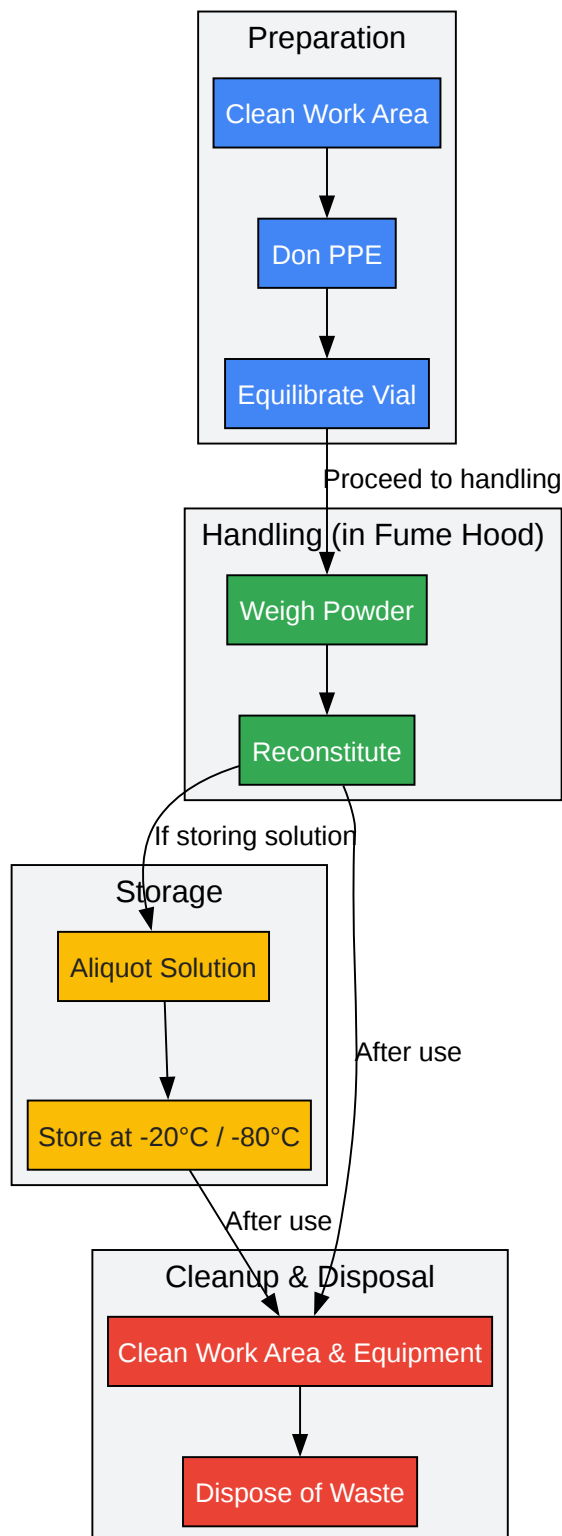 Preparation
Clean Work Area
Don PPE
Equilibrate Vial
Proceed to handling
Handling (in Fume Hood)
Weigh Powder
Reconstitute
If storing solution
Storage
Aliquot Solution
After use
Store at -20°C / -80°C
After use
Cleanup & Disposal
Clean Work Area & Equipment
Dispose of Waste